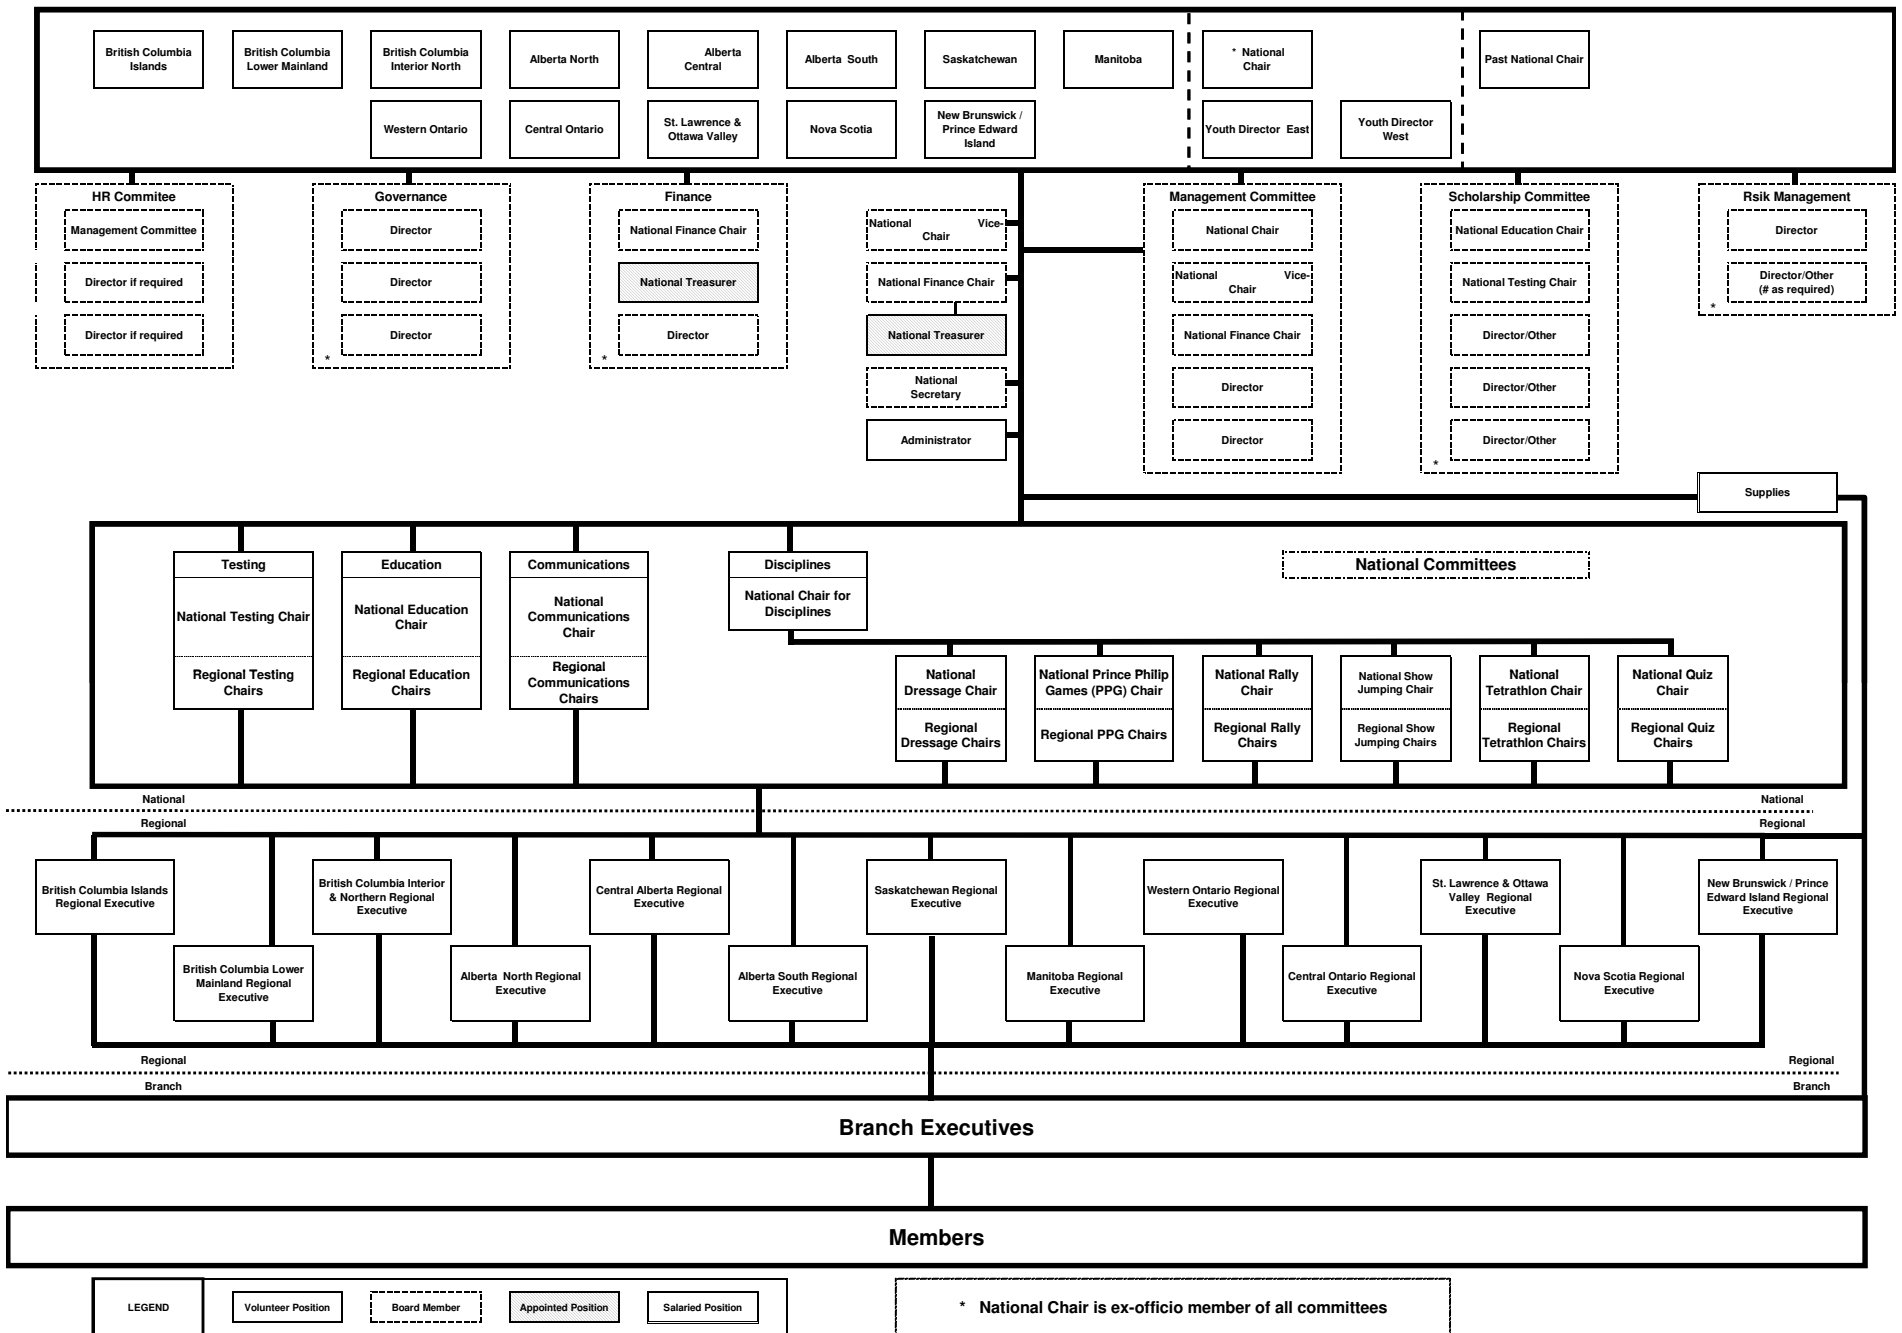 British Columbia
Islands
British Columbia
Lower Mainland
British Columbia
Interior North
Alberta North
Alberta
Central
Alberta South
Saskatchewan
Manitoba
* National
Chair
Past National Chair
Western Ontario
Central Ontario
St. Lawrence &
Ottawa Valley
Nova Scotia
New Brunswick /
Prince Edward
Island
Youth Director East
Youth Director
West
HR Commitee
Management Committee
Director if required
Director if required
Governance
Director
Director
Director
*
Finance
National Finance Chair
National Treasurer
Director
*
National Vice-
Chair
National Finance Chair
National Treasurer
National
Secretary
Administrator
Management Committee
National Chair
National Vice-
Chair
National Finance Chair
Director
Director
Scholarship Committee
National Education Chair
National Testing Chair
Director/Other
Director/Other
Director/Other
*
Rsik Management
Director
Director/Other
(# as required)
*
Supplies
Testing
National Testing Chair
Regional Testing
Chairs
Education
National Education
Chair
Regional Education
Chairs
Communications
National
Communications
Chair
Regional
Communications
Chairs
Disciplines
National Chair for
Disciplines
National Committees
National
Dressage Chair
Regional
Dressage Chairs
National Prince Philip
Games (PPG) Chair
Regional PPG Chairs
National Rally
Chair
Regional Rally
Chairs
National Show
Jumping Chair
Regional Show
Jumping Chairs
National
Tetrathlon Chair
Regional
Tetrathlon Chairs
National Quiz
Chair
Regional Quiz
Chairs
National
National
Regional
Regional
British Columbia Islands
Regional Executive
British Columbia Interior
& Northern Regional
Executive
Central Alberta Regional
Executive
Saskatchewan Regional
Executive
Western Ontario Regional
Executive
St. Lawrence & Ottawa
Valley Regional
Executive
New Brunswick / Prince
Edward Island Regional
Executive
British Columbia Lower
Mainland Regional
Executive
Alberta North Regional
Executive
Alberta South Regional
Executive
Manitoba Regional
Executive
Central Ontario Regional
Executive
Nova Scotia Regional
Executive
Regional
Regional
Branch
Branch
Branch Executives
Members
LEGEND
Volunteer Position
Board Member
Appointed Position
Salaried Position
* National Chair is ex-officio member of all committees